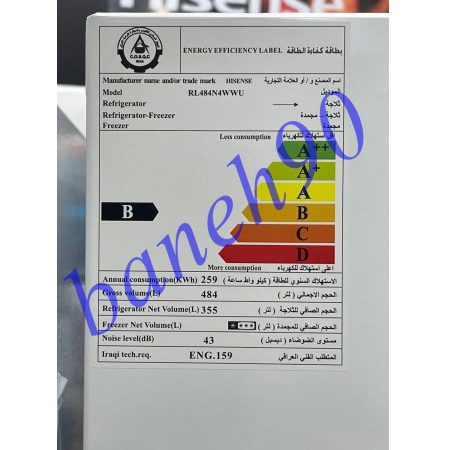 Hisense
C.O.S.Q.C
ENERGY EFFICIENCY LABEL بطاقة كفاءة الطاقة
Manufacturer name and/or trade mark HISENSE اسم المصنع و / أو العلامة التجارية
Model RL484N4WWU الموديل
Refrigerator ثلاجة
Refrigerator-Freezer ثلاجة - مجمدة
Freezer مجمدة
Less consumption أقل استهلاك للكهرباء
A++
A+
A
B B
C
D
More consumption اعلى استهلاك للكهرباء
Annual consumption(KWh) 259 الاستهلاك السنوي للطاقة ( كيلو واط ساعة )
Gross volume(L) 484 الحجم الاجمالي ( لتر )
Refrigerator Net Volume(L) 355 الحجم الصافي للثلاجة ( لتر )
Freezer Net Volume(L) الحجم الصافي للمجمدة ( لتر )
Noise level(dB) 43 مستوى الضوضاء ( ديسبل )
Iraqi tech.req. ENG.159 المتطلب الفني العراقي
baneh90